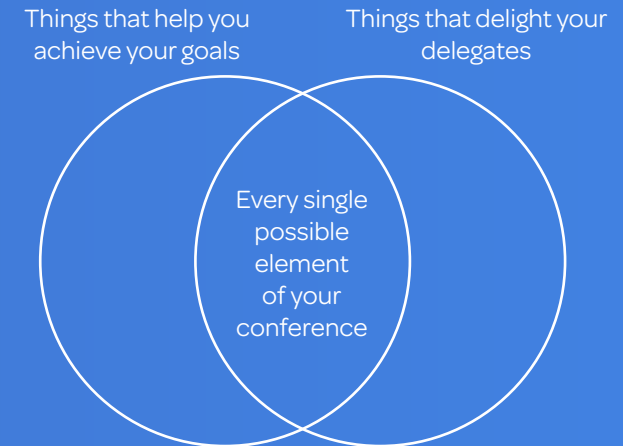 Things that help you
achieve your goals
Things that delight your
delegates
Every single
possible
element
of your
conference